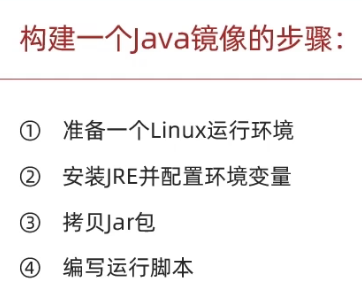 构建一个Java镜像的步骤：
① 准备一个Linux运行环境
② 安装JRE并配置环境变量
③ 拷贝Jar包
④ 编写运行脚本